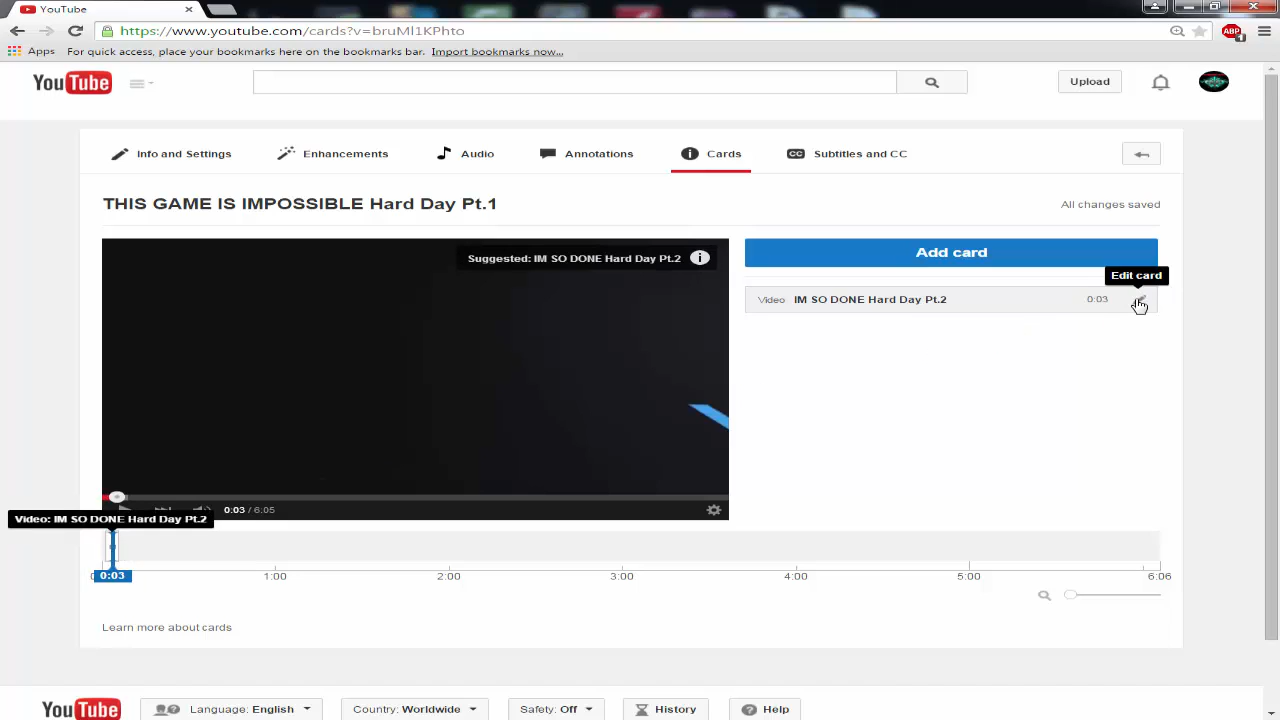 YouTube
https://www.youtube.com/cards?v=bruMl1KPhto
ABP
1
Apps For quick access, place your bookmarks here on the bookmarks bar. Import bookmarks now...
YouTube
Upload
Info and Settings Enhancements Audio Annotations Cards CC Subtitles and CC
THIS GAME IS IMPOSSIBLE Hard Day Pt.1
All changes saved
Suggested: IM SO DONE Hard Day Pt.2
Add card
Edit card
Video IM SO DONE Hard Day Pt.2 0:03
0:03 / 6:05
Video: IM SO DONE Hard Day Pt.2
0:03 1:00 2:00 3:00 4:00 5:00 6:06
Learn more about cards
YouTube Language: English Country: Worldwide Safety: Off History Help